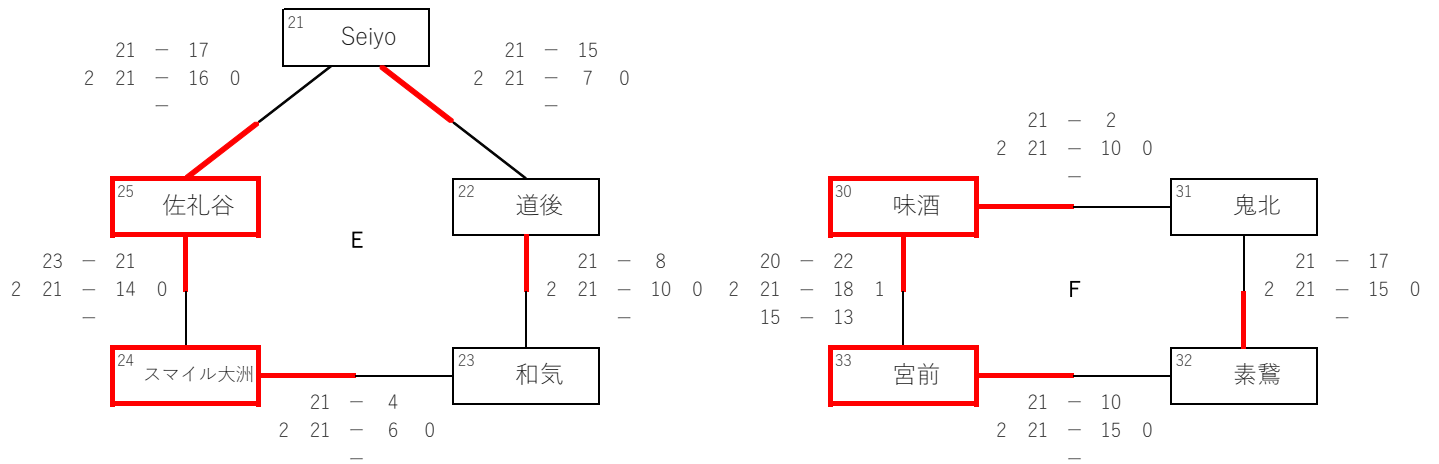 21 Seiyo
21 － 17
2 21 － 16 0
－
21 － 15
2 21 － 7 0
－
25 佐礼谷
22 道後
E
23 － 21
2 21 － 14 0
－
21 － 8
2 21 － 10 0
－
24 スマイル大洲
23 和気
21 － 4
2 21 － 6 0
－
21 － 2
2 21 － 10 0
－
30 味酒
31 鬼北
F
20 － 22
2 21 － 18 1
15 － 13
21 － 17
2 21 － 15 0
－
33 宮前
32 素鵞
21 － 10
2 21 － 15 0
－